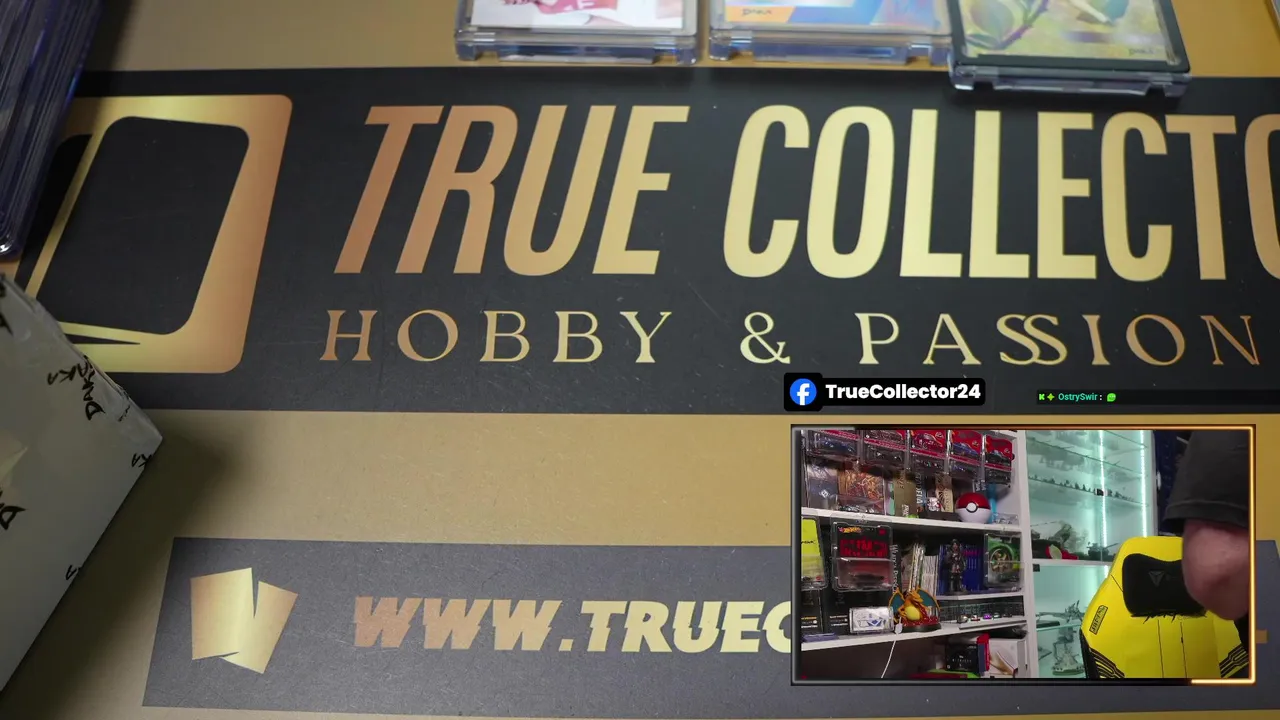 TRUE COLLECTO
HOBBY & PASSION
TrueCollector24
OstrySwir :
WWW.TRUEC